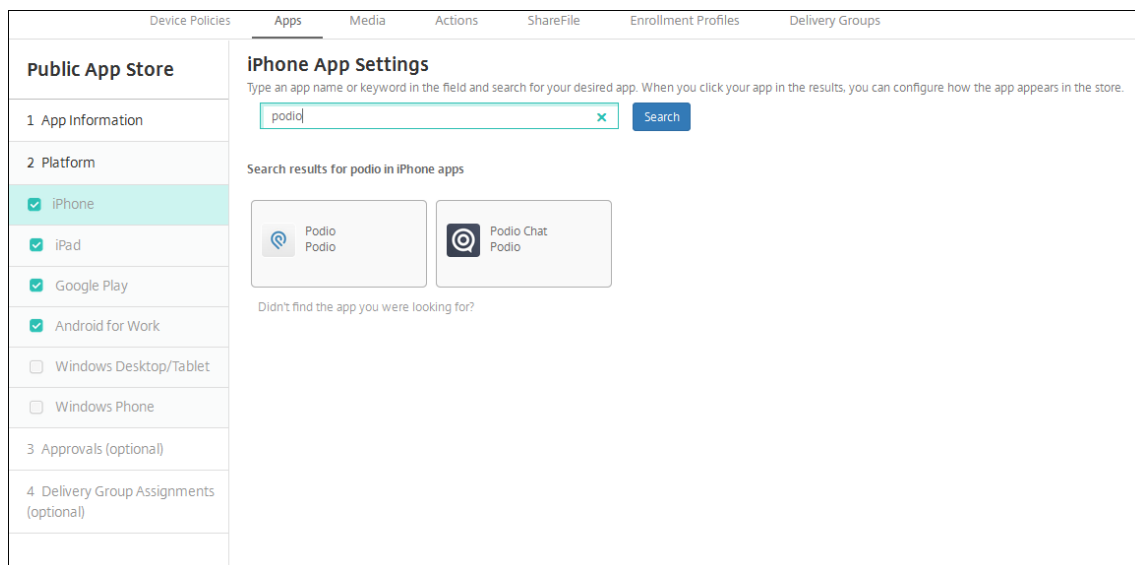 Device Policies Apps Media Actions ShareFile Enrollment Profiles Delivery Groups
Public App Store
1 App Information
2 Platform
iPhone
iPad
Google Play
Android for Work
Windows Desktop/Tablet
Windows Phone
3 Approvals (optional)
4 Delivery Group Assignments
(optional)
iPhone App Settings
Type an app name or keyword in the field and search for your desired app. When you click your app in the results, you can configure how the app appears in the store.
podio Search
Search results for podio in iPhone apps
Podio
Podio
Podio Chat
Podio
Didn't find the app you were looking for?